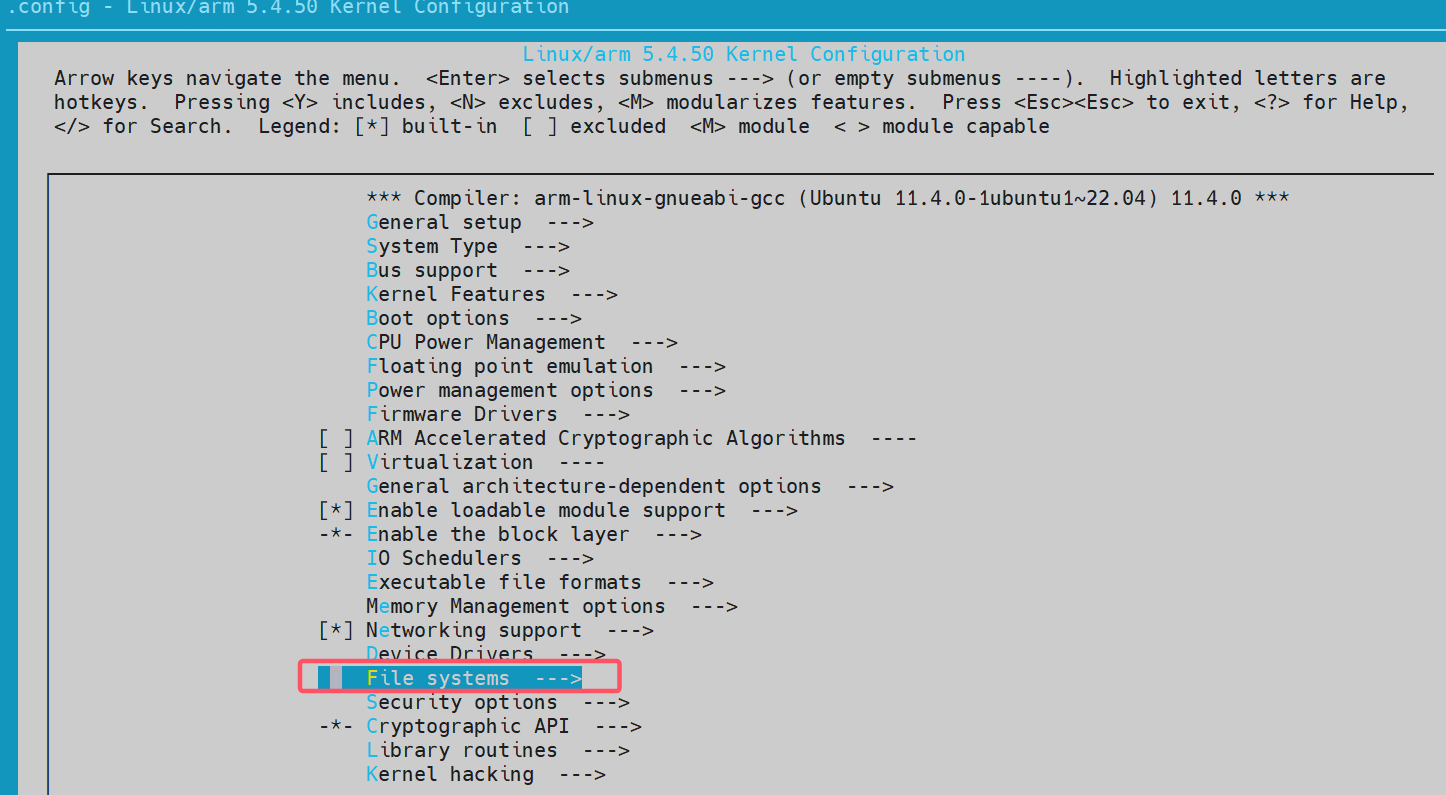 .config - Linux/arm 5.4.50 Kernel Configuration
Linux/arm 5.4.50 Kernel Configuration
Arrow keys navigate the menu.  <Enter> selects submenus ---> (or empty submenus ----).  Highlighted letters are
hotkeys.  Pressing <Y> includes, <N> excludes, <M> modularizes features.  Press <Esc><Esc> to exit, <?> for Help,
</> for Search.  Legend: [*] built-in  [ ] excluded  <M> module  < > module capable
*** Compiler: arm-linux-gnueabi-gcc (Ubuntu 11.4.0-1ubuntu1~22.04) 11.4.0 ***
General setup  --->
System Type  --->
Bus support  --->
Kernel Features  --->
Boot options  --->
CPU Power Management  --->
Floating point emulation  --->
Power management options  --->
Firmware Drivers  --->
[ ] ARM Accelerated Cryptographic Algorithms  ----
[ ] Virtualization  ----
General architecture-dependent options  --->
[*] Enable loadable module support  --->
-*- Enable the block layer  --->
IO Schedulers  --->
Executable file formats  --->
Memory Management options  --->
[*] Networking support  --->
Device Drivers  --->
File systems  --->
Security options  --->
-*- Cryptographic API  --->
Library routines  --->
Kernel hacking  --->